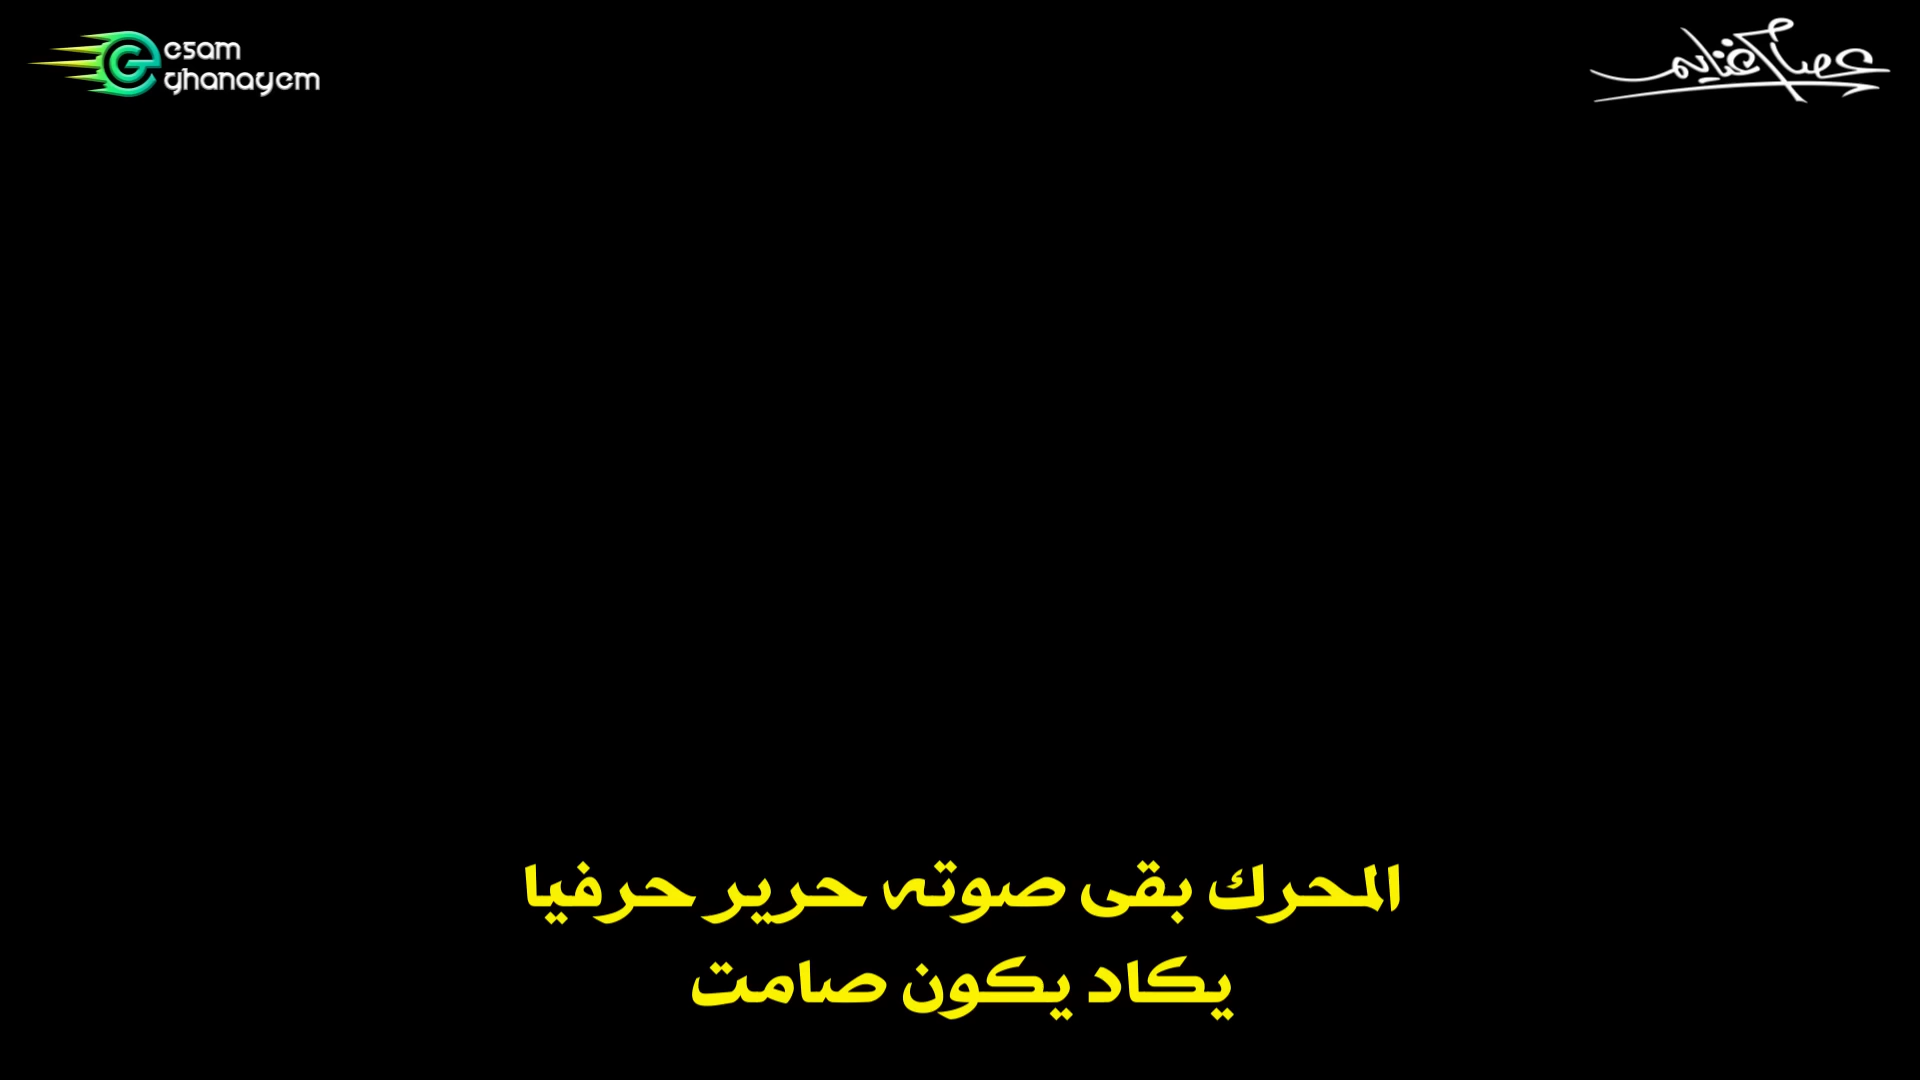 esam
ghanayem
عصام غنايم
المحرك بقى صوته حرير حرفيا
يكاد يكون صامت